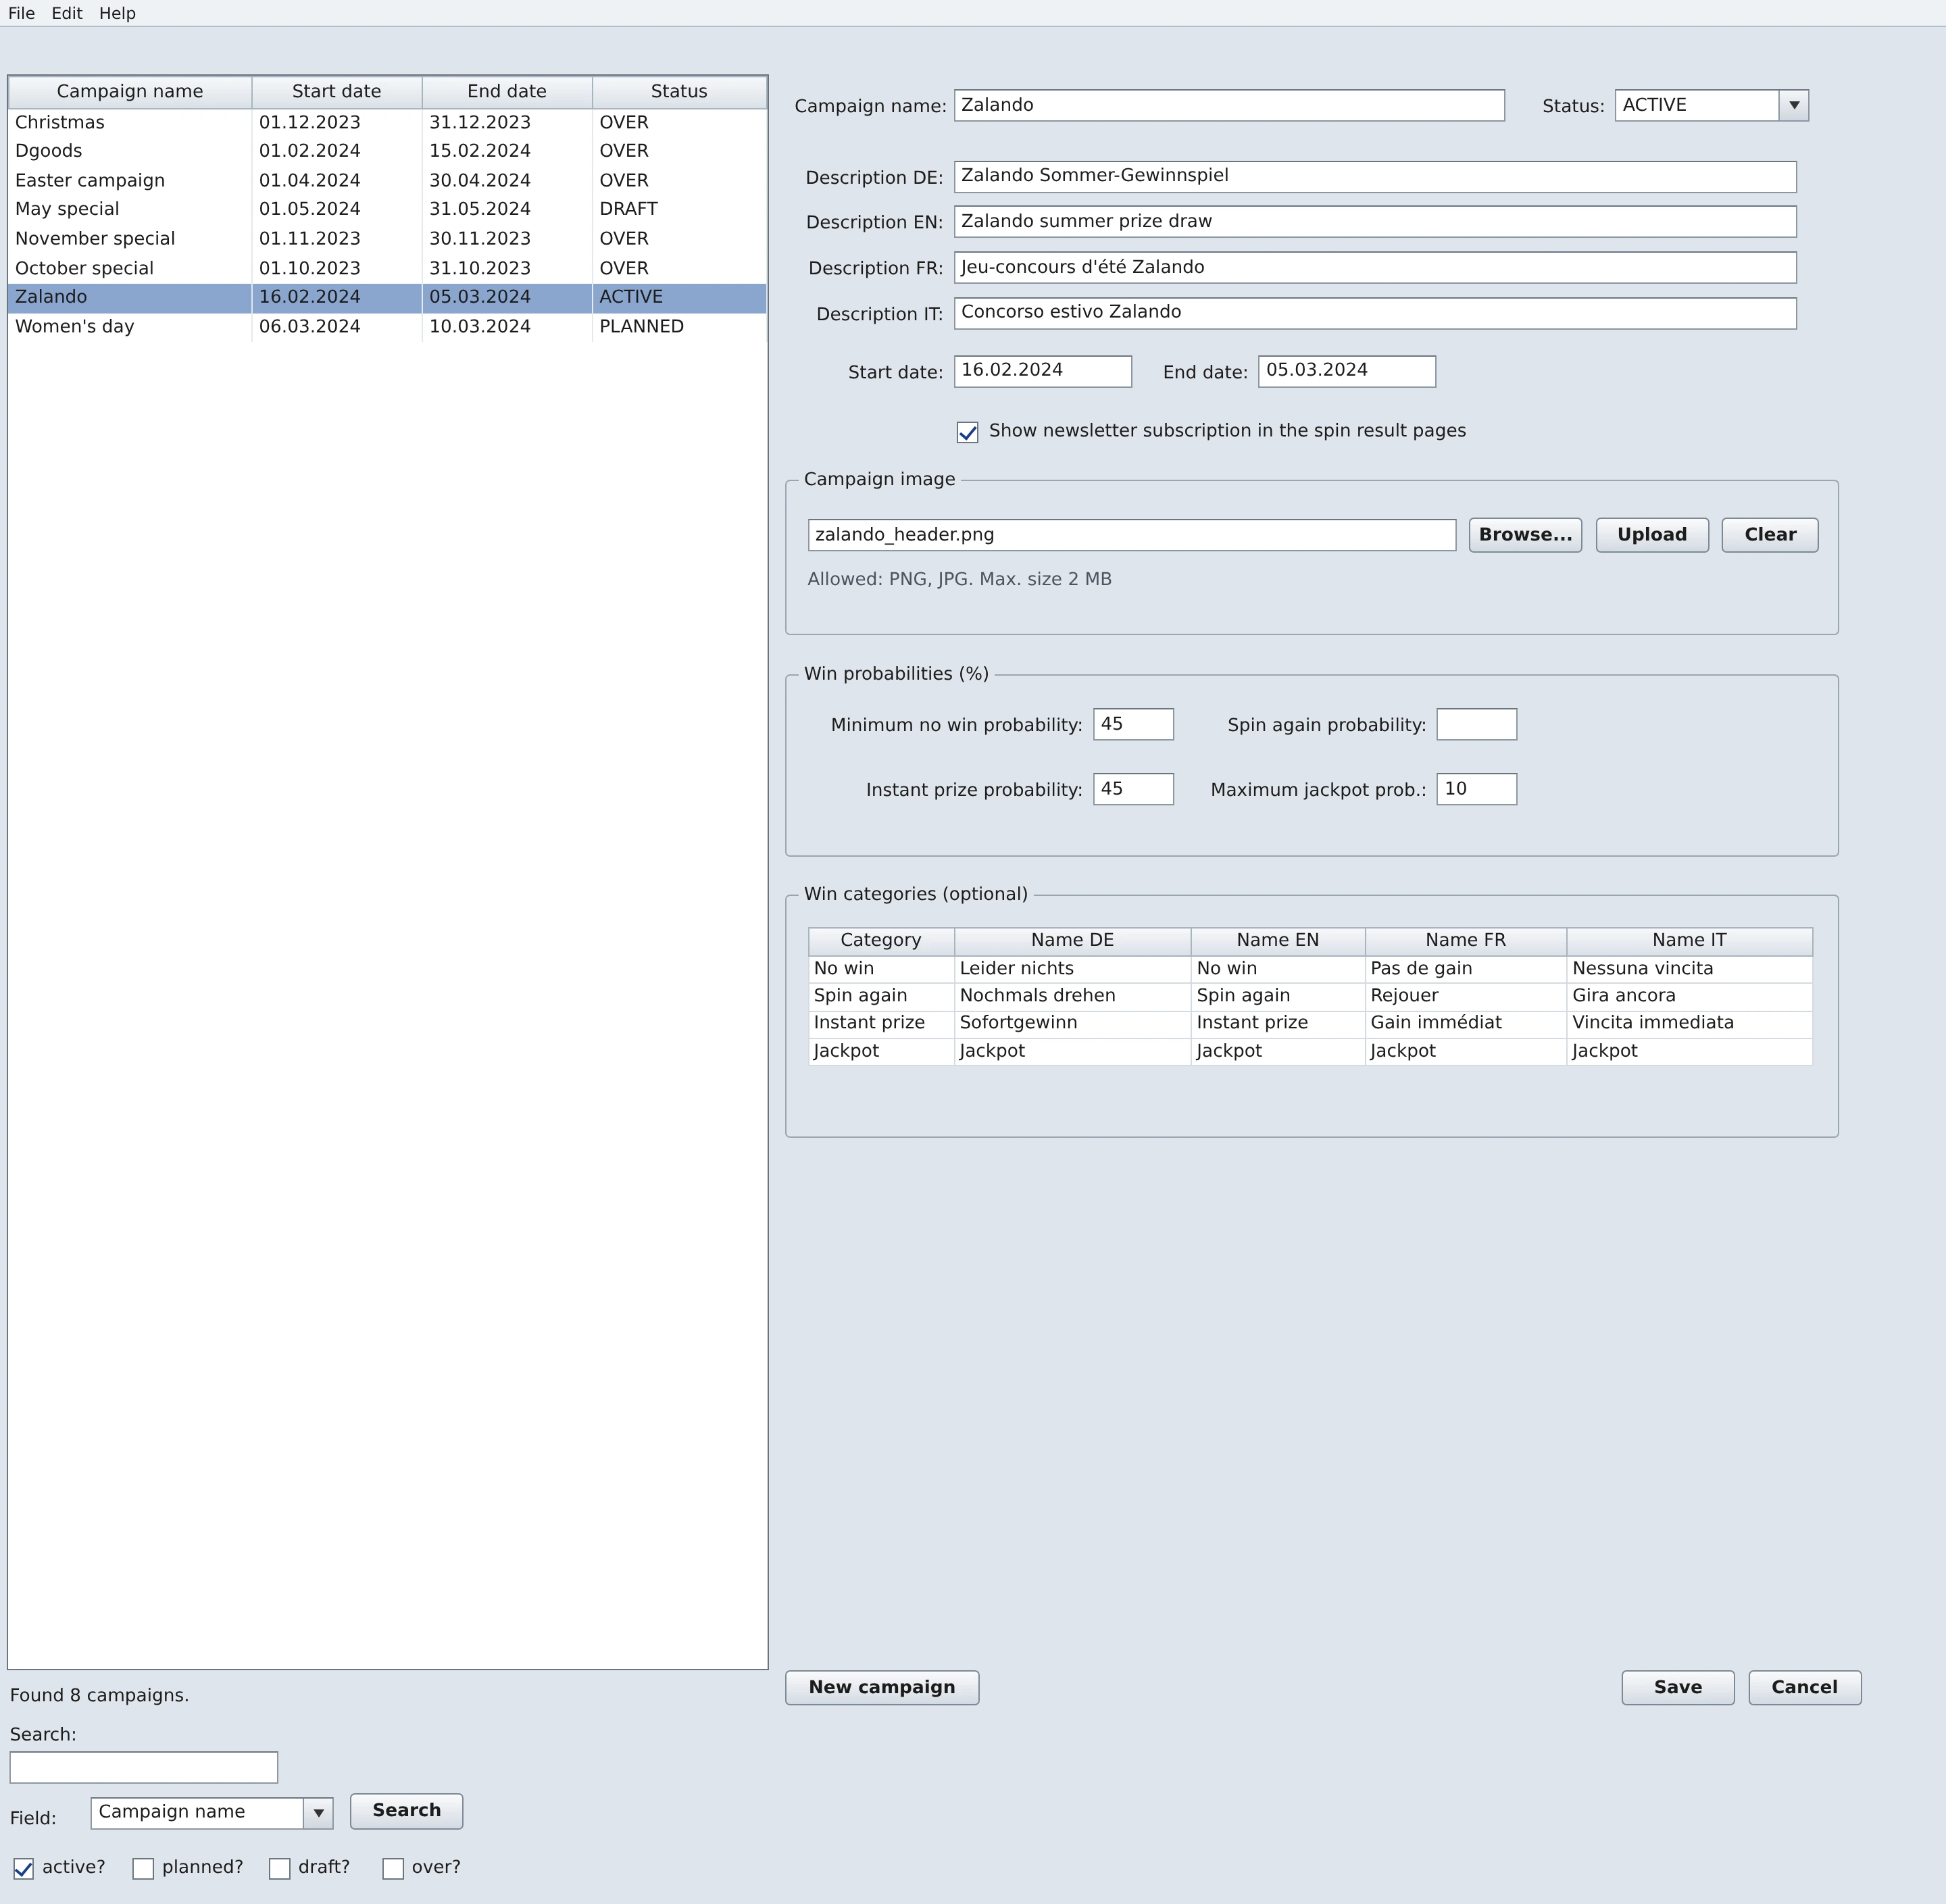 File Edit Help
Campaign name Start date End date Status
Christmas 01.12.2023 31.12.2023 OVER
Dgoods 01.02.2024 15.02.2024 OVER
Easter campaign 01.04.2024 30.04.2024 OVER
May special 01.05.2024 31.05.2024 DRAFT
November special 01.11.2023 30.11.2023 OVER
October special 01.10.2023 31.10.2023 OVER
Zalando 16.02.2024 05.03.2024 ACTIVE
Women's day 06.03.2024 10.03.2024 PLANNED
Found 8 campaigns.
Search:
Field: Campaign name Search
active? planned? draft? over?
Campaign name: Zalando Status: ACTIVE
Description DE: Zalando Sommer-Gewinnspiel
Description EN: Zalando summer prize draw
Description FR: Jeu-concours d'été Zalando
Description IT: Concorso estivo Zalando
Start date: 16.02.2024 End date: 05.03.2024
Show newsletter subscription in the spin result pages
Campaign image
zalando_header.png Browse... Upload Clear
Allowed: PNG, JPG. Max. size 2 MB
Win probabilities (%)
Minimum no win probability: 45 Spin again probability:
Instant prize probability: 45 Maximum jackpot prob.: 10
Win categories (optional)
Category Name DE Name EN Name FR Name IT
No win Leider nichts No win Pas de gain Nessuna vincita
Spin again Nochmals drehen Spin again Rejouer Gira ancora
Instant prize Sofortgewinn Instant prize Gain immédiat Vincita immediata
Jackpot Jackpot Jackpot Jackpot Jackpot
New campaign Save Cancel